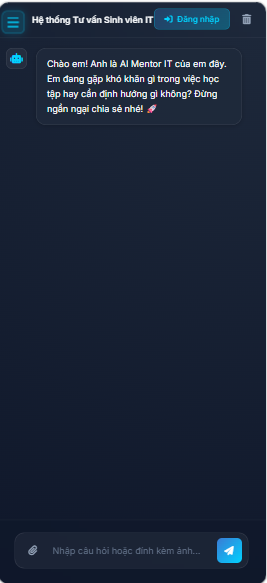 Hệ thống Tư vấn Sinh viên IT
Đăng nhập
Chào em! Anh là AI Mentor IT của em đây.
Em đang gặp khó khăn gì trong việc học
tập hay cần định hướng gì không? Đừng
ngần ngại chia sẻ nhé! 🚀
Nhập câu hỏi hoặc đính kèm ảnh...